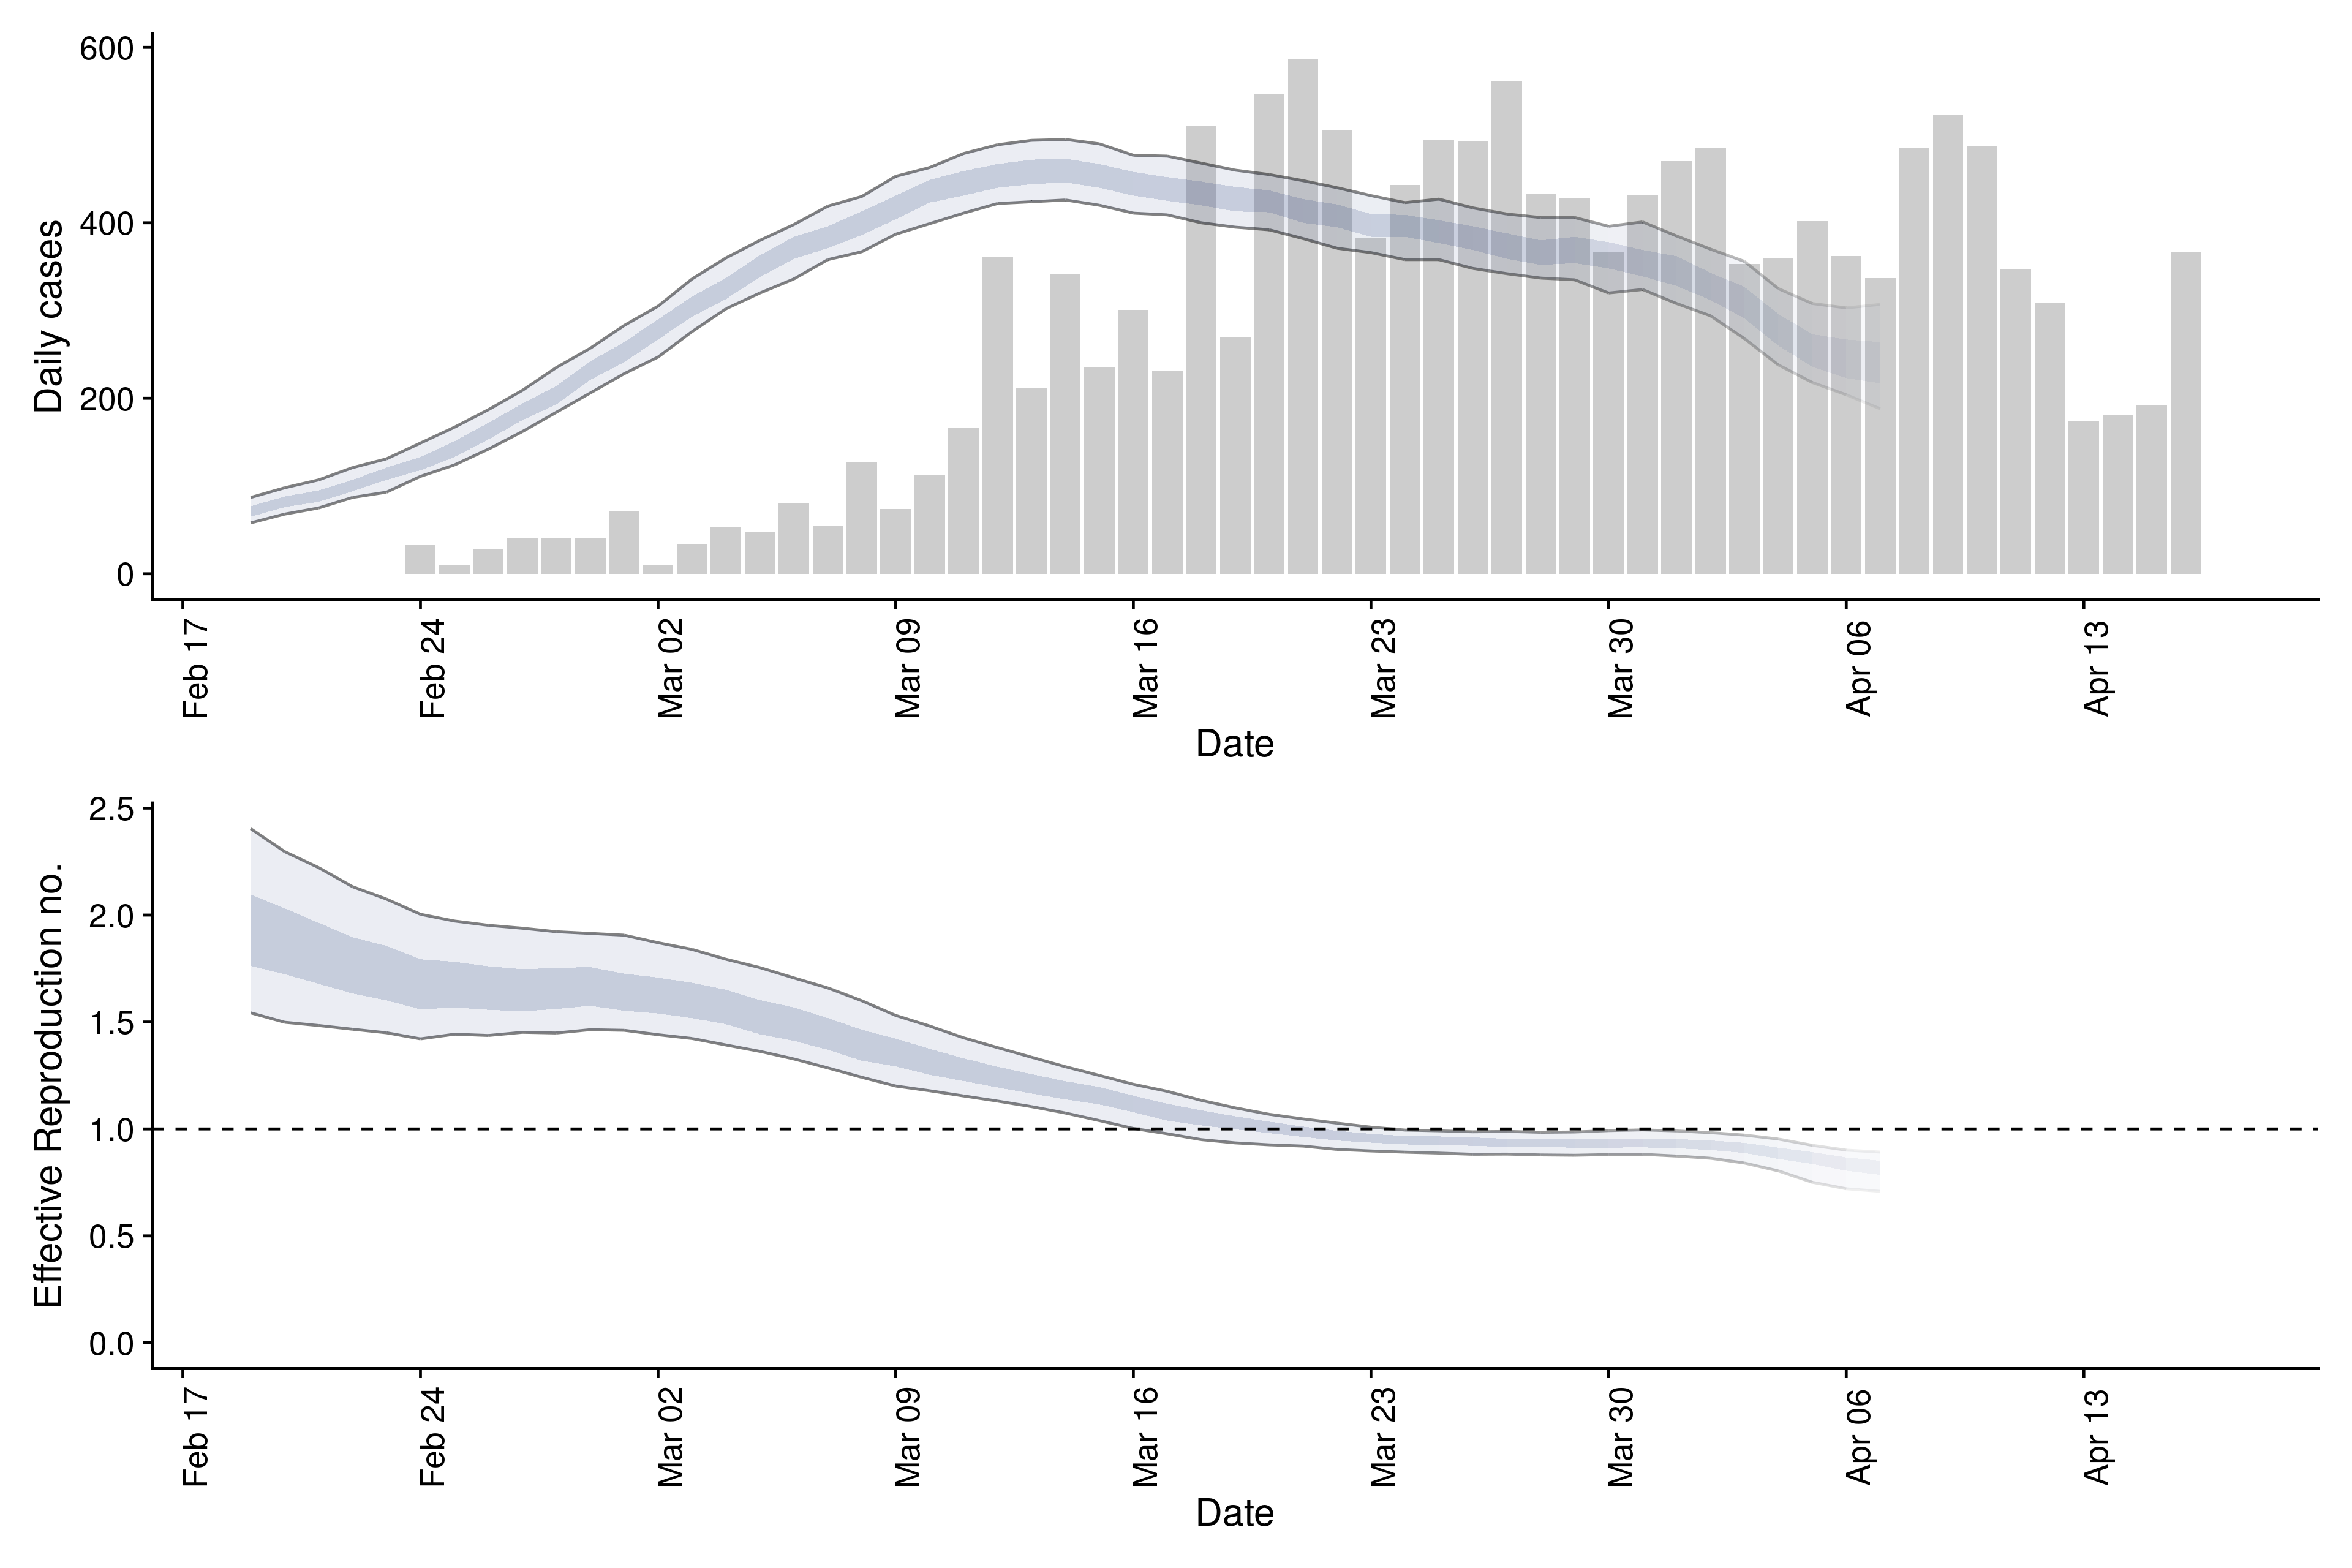 Daily cases
600
400
200
0
Feb 17
Feb 24
Mar 02
Mar 09
Mar 16
Mar 23
Mar 30
Apr 06
Apr 13
Date
Effective Reproduction no.
2.5
2.0
1.5
1.0
0.5
0.0
Feb 17
Feb 24
Mar 02
Mar 09
Mar 16
Mar 23
Mar 30
Apr 06
Apr 13
Date